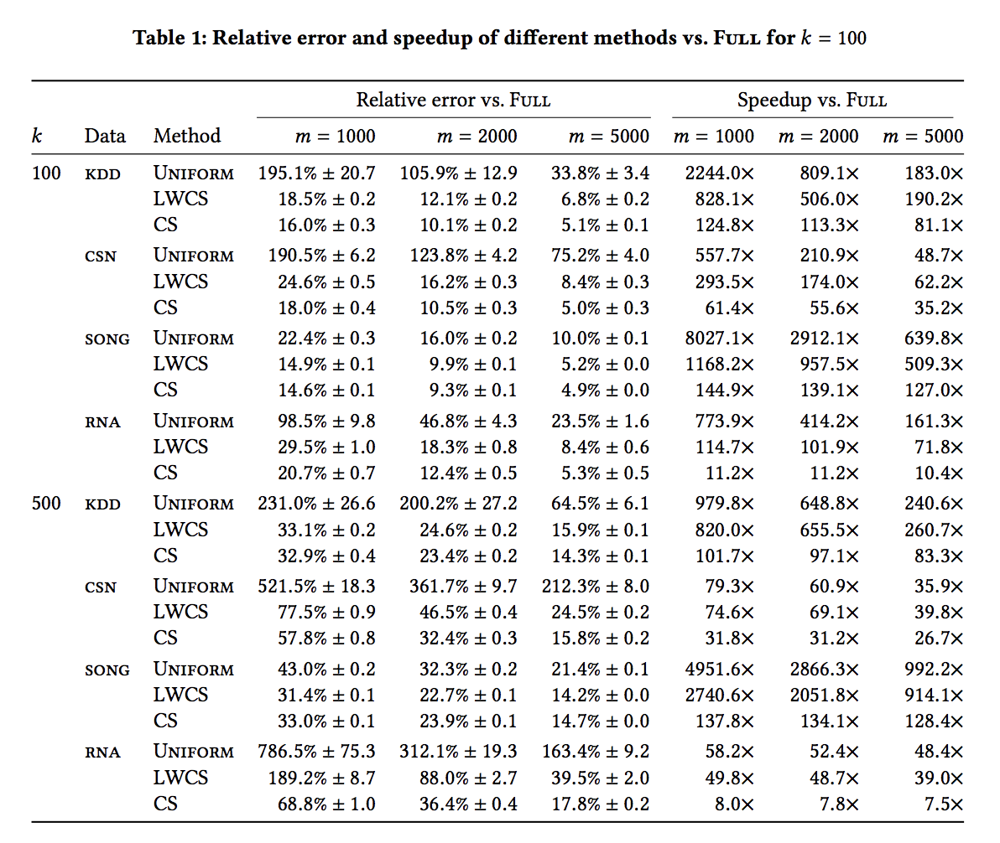 Table 1: Relative error and speedup of different methods vs. Full for k = 100
Relative error vs. Full Speedup vs. Full
k Data Method m = 1000 m = 2000 m = 5000 m = 1000 m = 2000 m = 5000
100 KDD Uniform 195.1% ± 20.7 105.9% ± 12.9 33.8% ± 3.4 2244.0× 809.1× 183.0×
LWCS 18.5% ± 0.2 12.1% ± 0.2 6.8% ± 0.2 828.1× 506.0× 190.2×
CS 16.0% ± 0.3 10.1% ± 0.2 5.1% ± 0.1 124.8× 113.3× 81.1×
CSN Uniform 190.5% ± 6.2 123.8% ± 4.2 75.2% ± 4.0 557.7× 210.9× 48.7×
LWCS 24.6% ± 0.5 16.2% ± 0.3 8.4% ± 0.3 293.5× 174.0× 62.2×
CS 18.0% ± 0.4 10.5% ± 0.3 5.0% ± 0.3 61.4× 55.6× 35.2×
SONG Uniform 22.4% ± 0.3 16.0% ± 0.2 10.0% ± 0.1 8027.1× 2912.1× 639.8×
LWCS 14.9% ± 0.1 9.9% ± 0.1 5.2% ± 0.0 1168.2× 957.5× 509.3×
CS 14.6% ± 0.1 9.3% ± 0.1 4.9% ± 0.0 144.9× 139.1× 127.0×
RNA Uniform 98.5% ± 9.8 46.8% ± 4.3 23.5% ± 1.6 773.9× 414.2× 161.3×
LWCS 29.5% ± 1.0 18.3% ± 0.8 8.4% ± 0.6 114.7× 101.9× 71.8×
CS 20.7% ± 0.7 12.4% ± 0.5 5.3% ± 0.5 11.2× 11.2× 10.4×
500 KDD Uniform 231.0% ± 26.6 200.2% ± 27.2 64.5% ± 6.1 979.8× 648.8× 240.6×
LWCS 33.1% ± 0.2 24.6% ± 0.2 15.9% ± 0.1 820.0× 655.5× 260.7×
CS 32.9% ± 0.4 23.4% ± 0.2 14.3% ± 0.1 101.7× 97.1× 83.3×
CSN Uniform 521.5% ± 18.3 361.7% ± 9.7 212.3% ± 8.0 79.3× 60.9× 35.9×
LWCS 77.5% ± 0.9 46.5% ± 0.4 24.5% ± 0.2 74.6× 69.1× 39.8×
CS 57.8% ± 0.8 32.4% ± 0.3 15.8% ± 0.2 31.8× 31.2× 26.7×
SONG Uniform 43.0% ± 0.2 32.3% ± 0.2 21.4% ± 0.1 4951.6× 2866.3× 992.2×
LWCS 31.4% ± 0.1 22.7% ± 0.1 14.2% ± 0.0 2740.6× 2051.8× 914.1×
CS 33.0% ± 0.1 23.9% ± 0.1 14.7% ± 0.0 137.8× 134.1× 128.4×
RNA Uniform 786.5% ± 75.3 312.1% ± 19.3 163.4% ± 9.2 58.2× 52.4× 48.4×
LWCS 189.2% ± 8.7 88.0% ± 2.7 39.5% ± 2.0 49.8× 48.7× 39.0×
CS 68.8% ± 1.0 36.4% ± 0.4 17.8% ± 0.2 8.0× 7.8× 7.5×